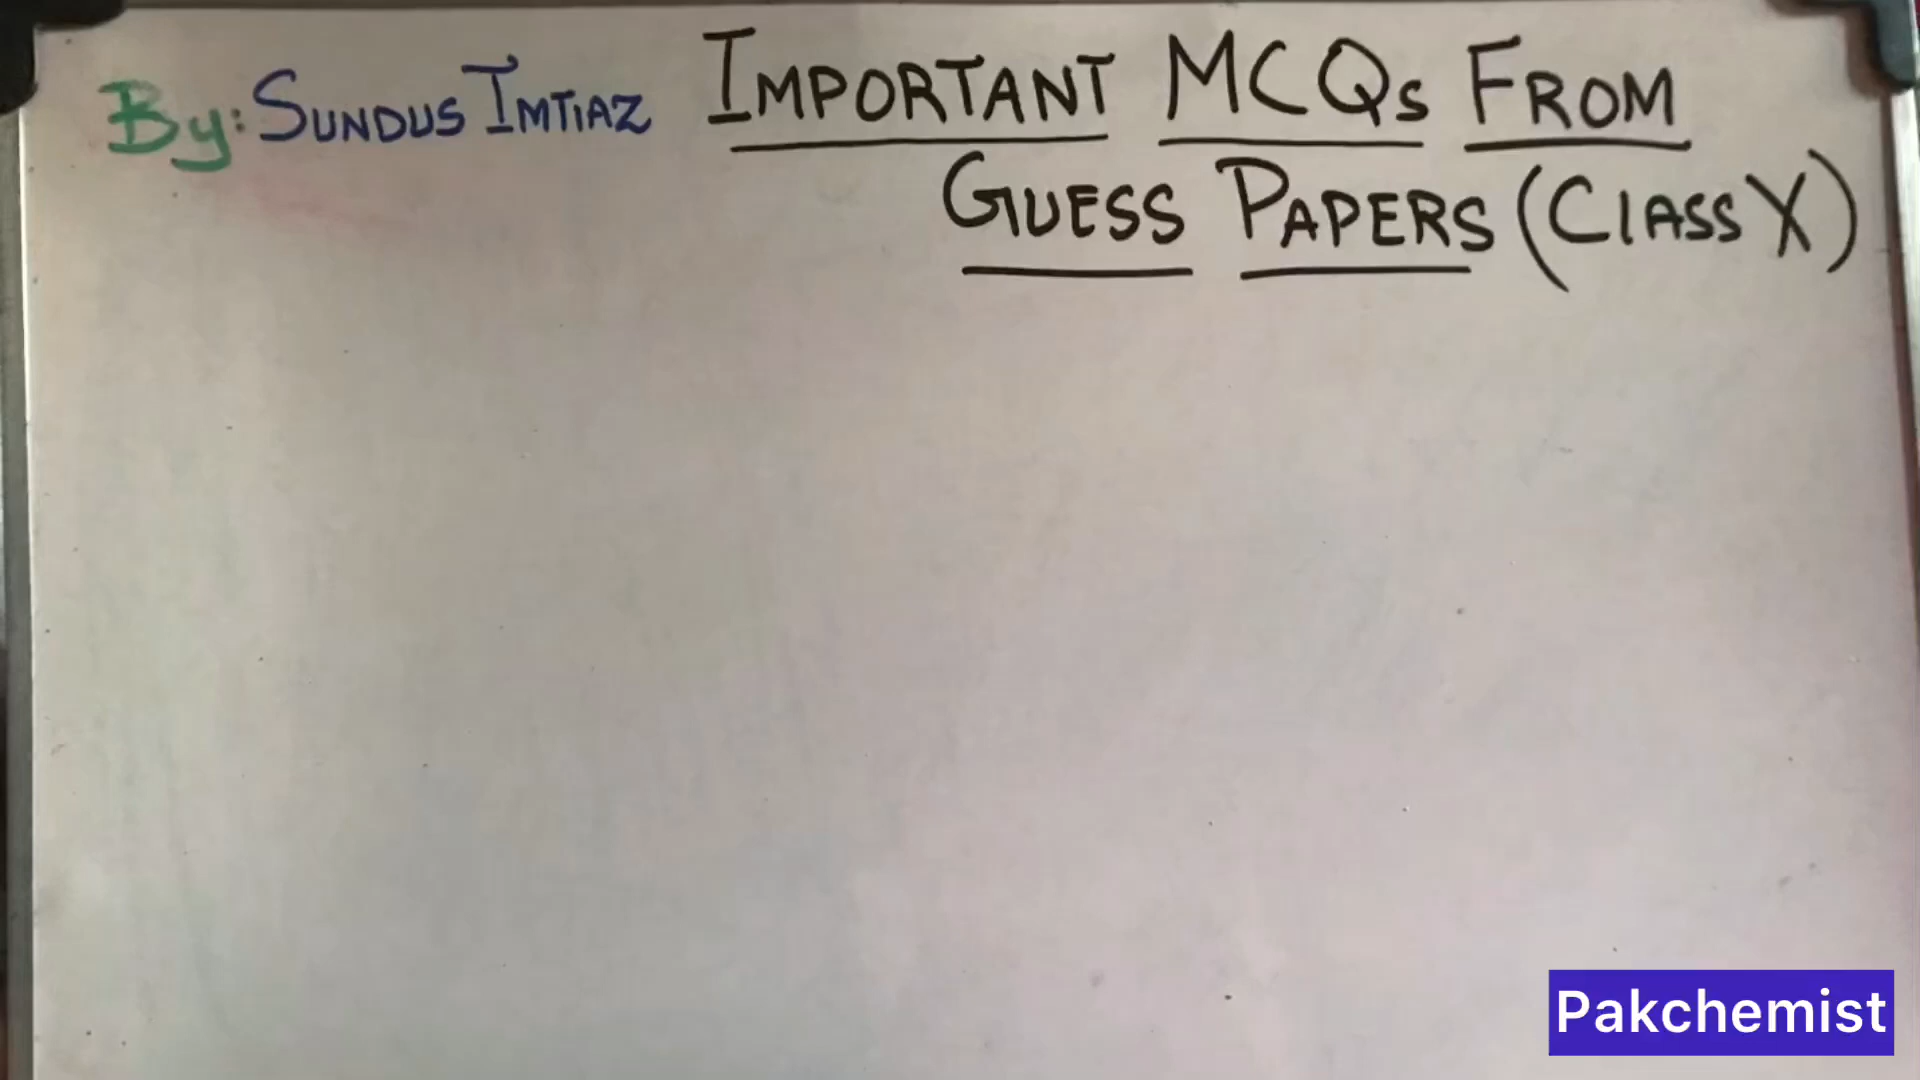 By: SUNDUS IMTIAZ IMPORTANT MCQs FROM
GUESS PAPERS (ClASS X)
Pakchemist